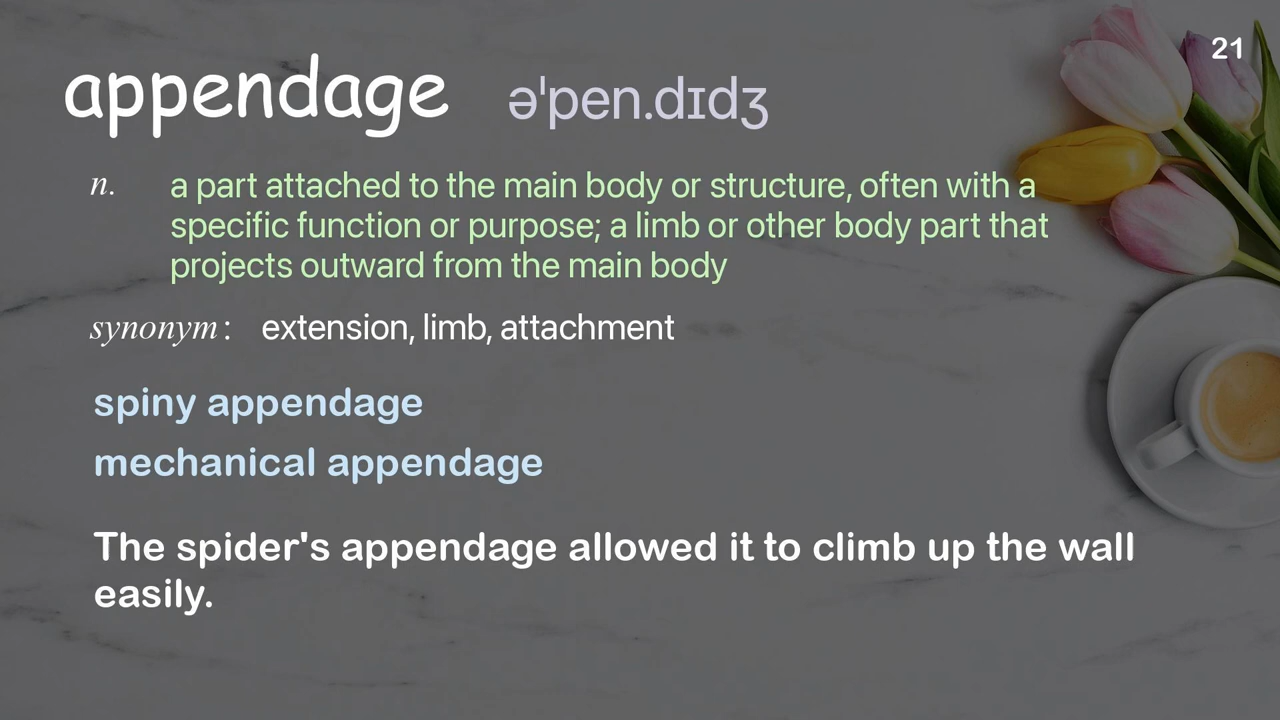 21
appendage əˈpen.dɪdʒ
n. a part attached to the main body or structure, often with a
specific function or purpose; a limb or other body part that
projects outward from the main body
synonym: extension, limb, attachment
spiny appendage
mechanical appendage
The spider's appendage allowed it to climb up the wall
easily.